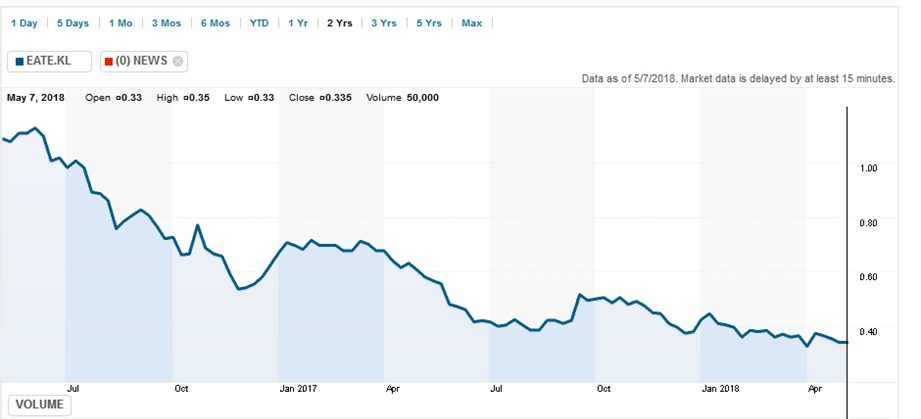 1 Day 5 Days 1 Mo 3 Mos 6 Mos YTD 1 Yr 2 Yrs 3 Yrs 5 Yrs Max
EATE.KL (0) NEWS
Data as of 5/7/2018. Market data is delayed by at least 15 minutes.
May 7, 2018 Open ¤0.33 High ¤0.35 Low ¤0.33 Close ¤0.335 Volume 50,000
1.00
0.80
0.60
0.40
Jul Oct Jan 2017 Apr Jul Oct Jan 2018 Apr
VOLUME